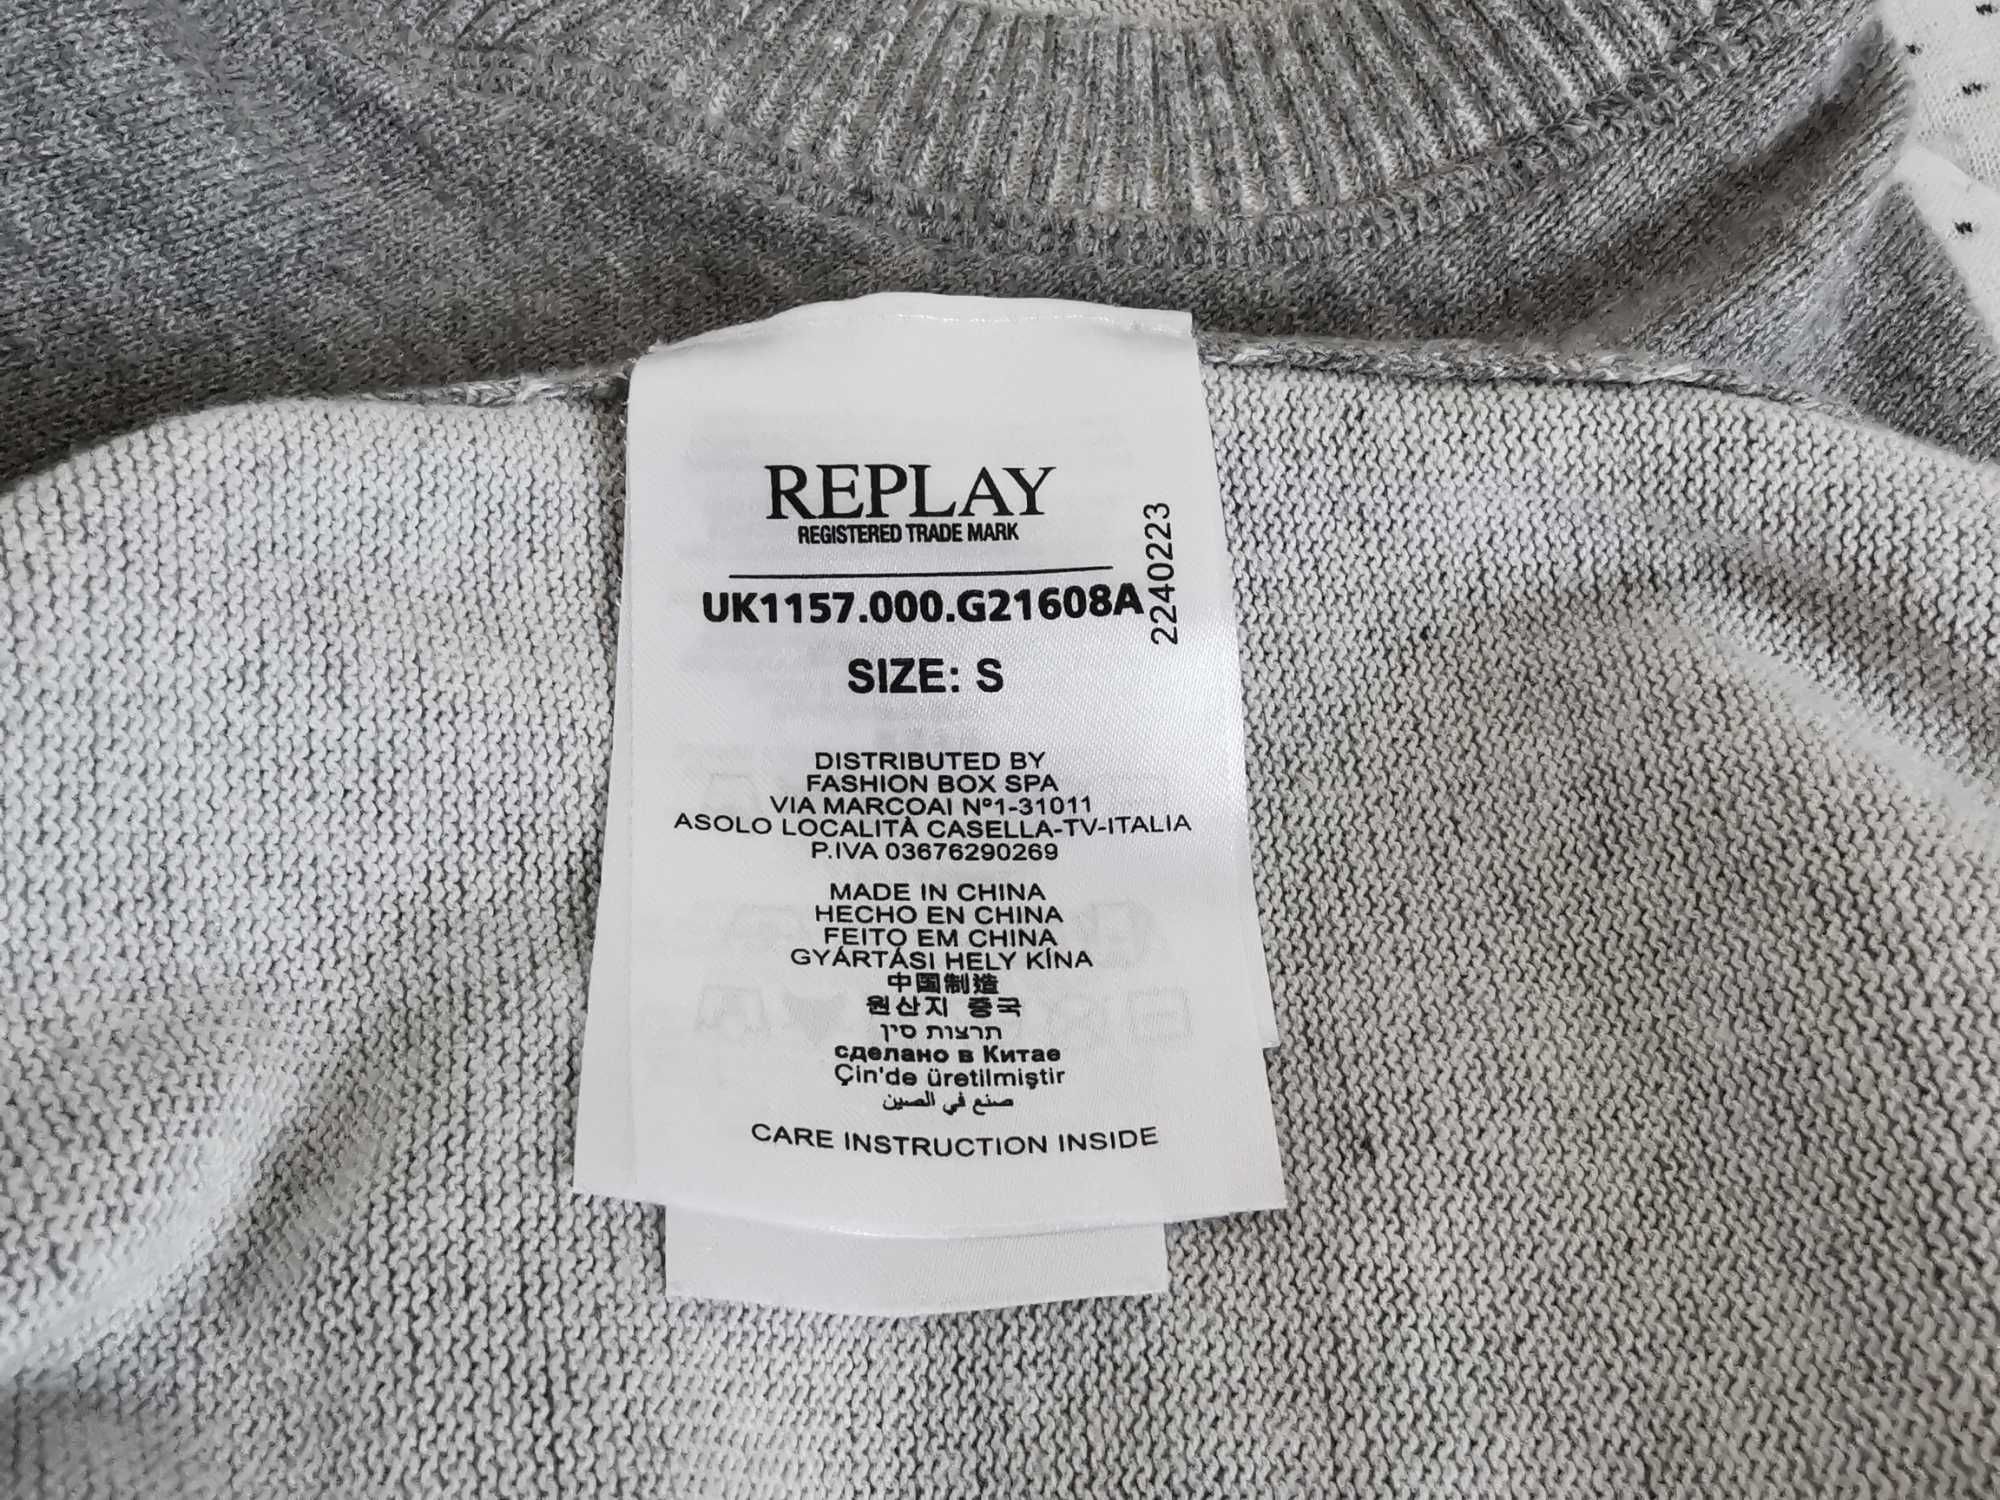 REPLAY
REGISTERED TRADE MARK
UK1157.000.G21608A
2240223
SIZE: S
DISTRIBUTED BY
FASHION BOX SPA
VIA MARCOAI Nº1-31011
ASOLO LOCALITÀ CASELLA-TV-ITALIA
P.IVA 03676290269
MADE IN CHINA
HECHO EN CHINA
FEITO EM CHINA
GYÁRTÁSI HELY KÍNA
中国制造
원산지 중국
תרצות סין
сделано в Китае
Çin'de üretilmiştir
صنع في الصين
CARE INSTRUCTION INSIDE